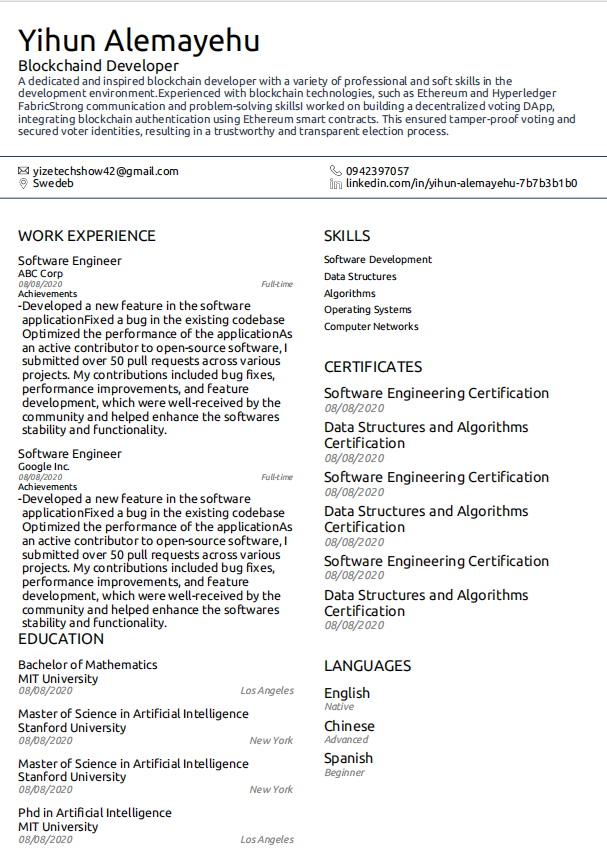 Yihun Alemayehu
Blockchaind Developer
A dedicated and inspired blockchain developer with a variety of professional and soft skills in the
development environment.Experienced with blockchain technologies, such as Ethereum and Hyperledger
FabricStrong communication and problem-solving skillsI worked on building a decentralized voting DApp,
integrating blockchain authentication using Ethereum smart contracts. This ensured tamper-proof voting and
secured voter identities, resulting in a trustworthy and transparent election process.
yizetechshow42@gmail.com
Swedeb
0942397057
linkedin.com/in/yihun-alemayehu-7b7b3b1b0
WORK EXPERIENCE
Software Engineer
ABC Corp
08/08/2020 Full-time
Achievements
-Developed a new feature in the software
applicationFixed a bug in the existing codebase
Optimized the performance of the applicationAs
an active contributor to open-source software, I
submitted over 50 pull requests across various
projects. My contributions included bug fixes,
performance improvements, and feature
development, which were well-received by the
community and helped enhance the softwares
stability and functionality.
Software Engineer
Google Inc.
08/08/2020 Full-time
Achievements
-Developed a new feature in the software
applicationFixed a bug in the existing codebase
Optimized the performance of the applicationAs
an active contributor to open-source software, I
submitted over 50 pull requests across various
projects. My contributions included bug fixes,
performance improvements, and feature
development, which were well-received by the
community and helped enhance the softwares
stability and functionality.
EDUCATION
Bachelor of Mathematics
MIT University
08/08/2020 Los Angeles
Master of Science in Artificial Intelligence
Stanford University
08/08/2020 New York
Master of Science in Artificial Intelligence
Stanford University
08/08/2020 New York
Phd in Artificial Intelligence
MIT University
08/08/2020 Los Angeles
SKILLS
Software Development
Data Structures
Algorithms
Operating Systems
Computer Networks
CERTIFICATES
Software Engineering Certification
08/08/2020
Data Structures and Algorithms
Certification
08/08/2020
Software Engineering Certification
08/08/2020
Data Structures and Algorithms
Certification
08/08/2020
Software Engineering Certification
08/08/2020
Data Structures and Algorithms
Certification
08/08/2020
LANGUAGES
English
Native
Chinese
Advanced
Spanish
Beginner